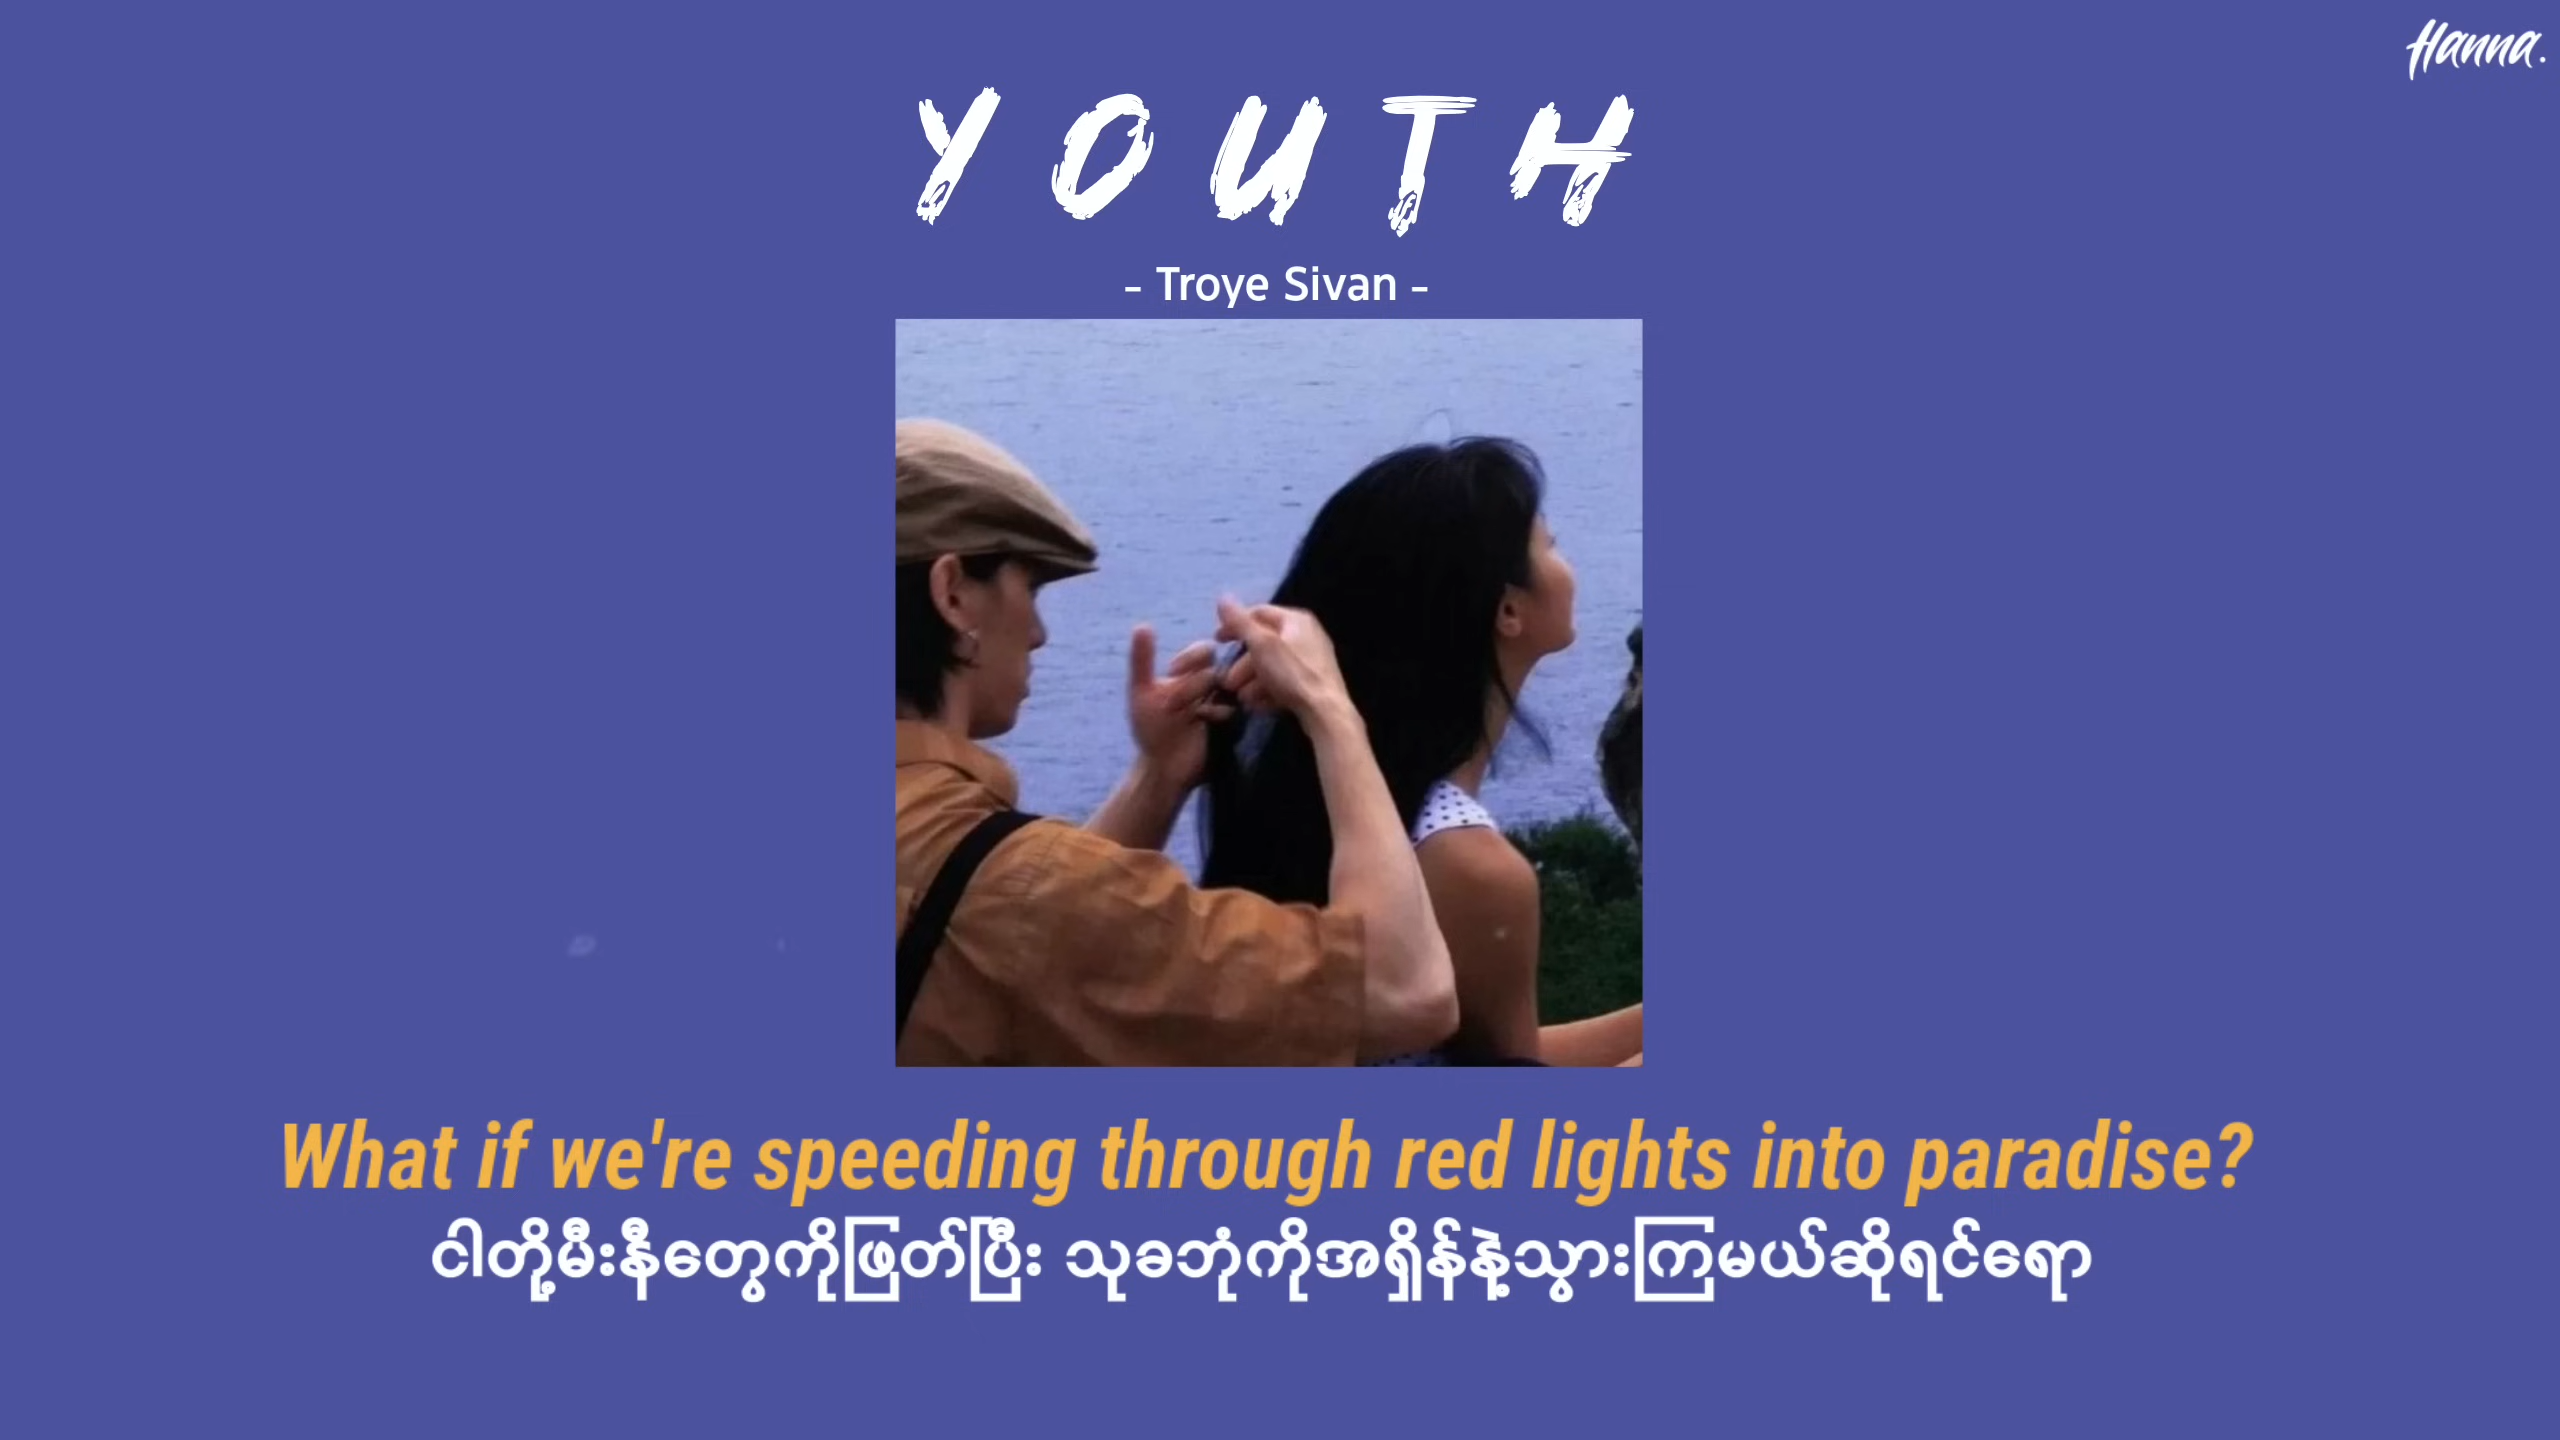 Hanna.
YOUTH
- Troye Sivan -
What if we're speeding through red lights into paradise?
ငါတို့မီးနီတွေကိုဖြတ်ပြီး သုခဘုံကိုအရှိန်နဲ့သွားကြမယ်ဆိုရင်ရော